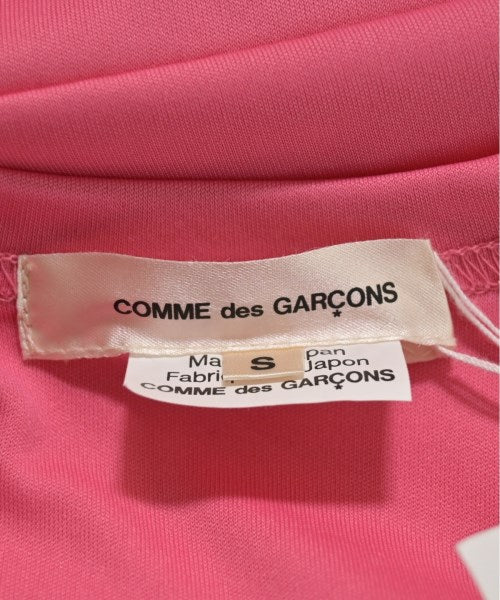 COMME des GARÇONS
S
Ma pan
Fabri Japon
COMME des GARÇONS